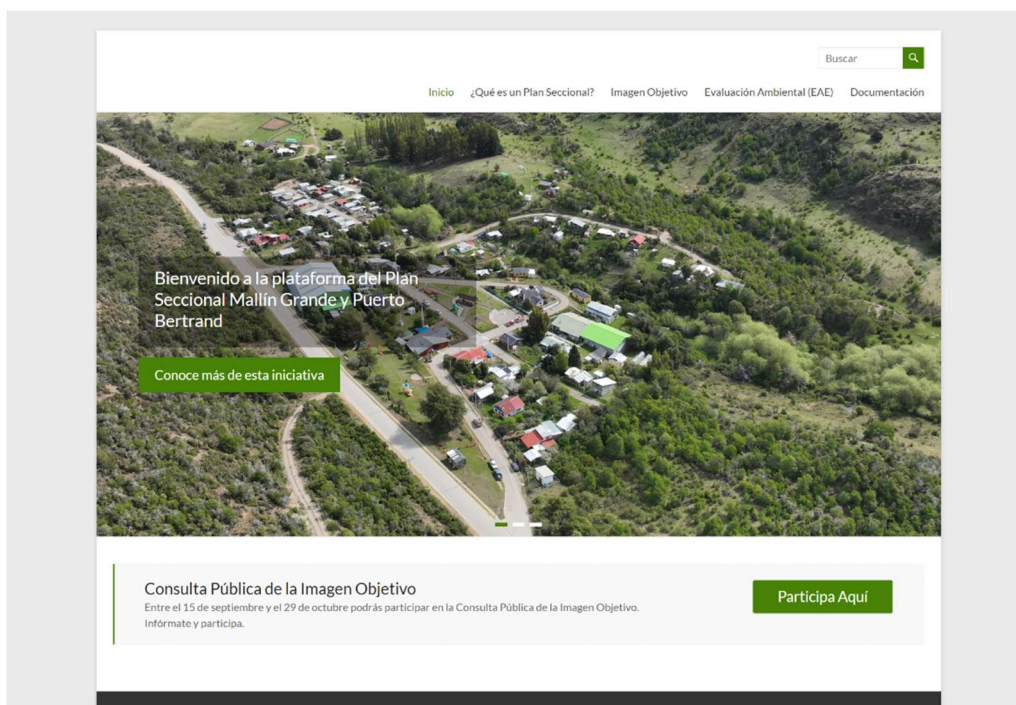 Buscar
Inicio ¿Qué es un Plan Seccional? Imagen Objetivo Evaluación Ambiental (EAE) Documentación
Bienvenido a la plataforma del Plan
Seccional Mallín Grande y Puerto
Bertrand
Conoce más de esta iniciativa
Consulta Pública de la Imagen Objetivo
Entre el 15 de septiembre y el 29 de octubre podrás participar en la Consulta Pública de la Imagen Objetivo.
Infórmate y participa.
Participa Aquí